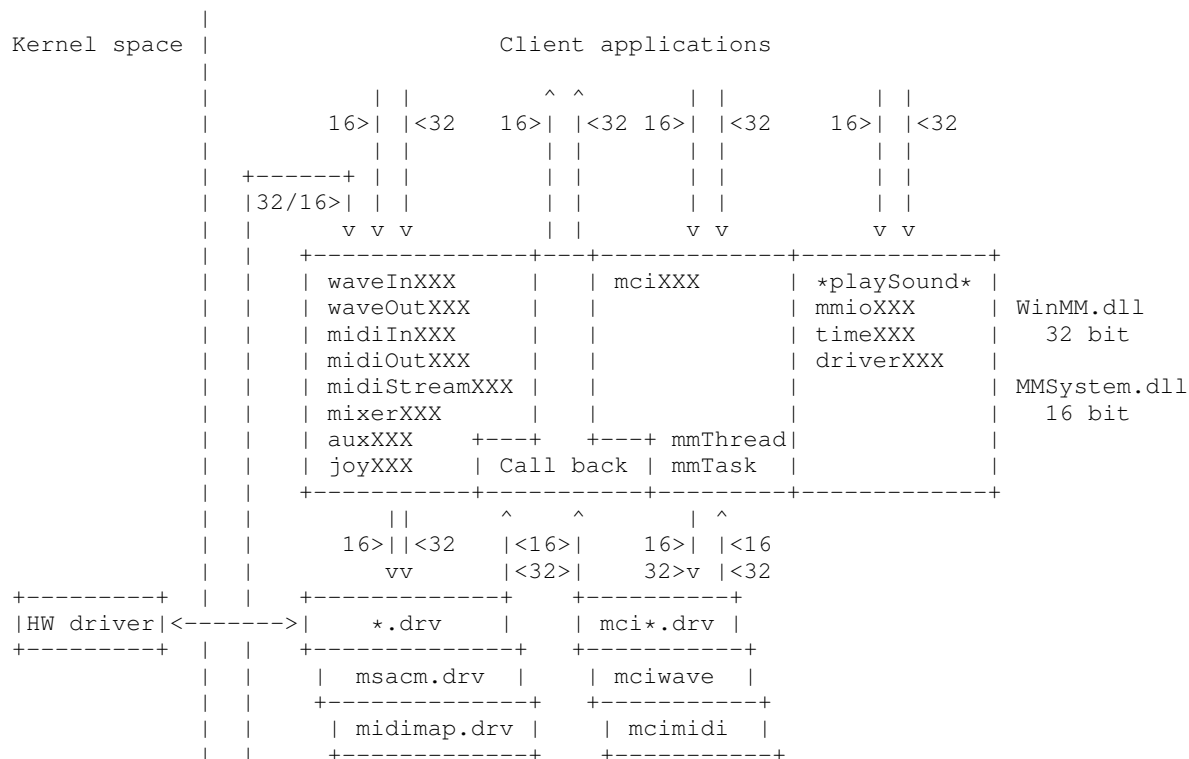 Kernel space Client applications
16> <32 16> <32 16> <32 16> <32
32/16>
waveInXXX mciXXX *playSound*
waveOutXXX mmioXXX WinMM.dll
midiInXXX timeXXX 32 bit
midiOutXXX driverXXX
midiStreamXXX MMSystem.dll
mixerXXX 16 bit
auxXXX mmThread
joyXXX Call back mmTask
16> <32 <16> 16> <16
<32> 32> <32
HW driver *.drv mci*.drv
msacm.drv mciwave
midimap.drv mcimidi